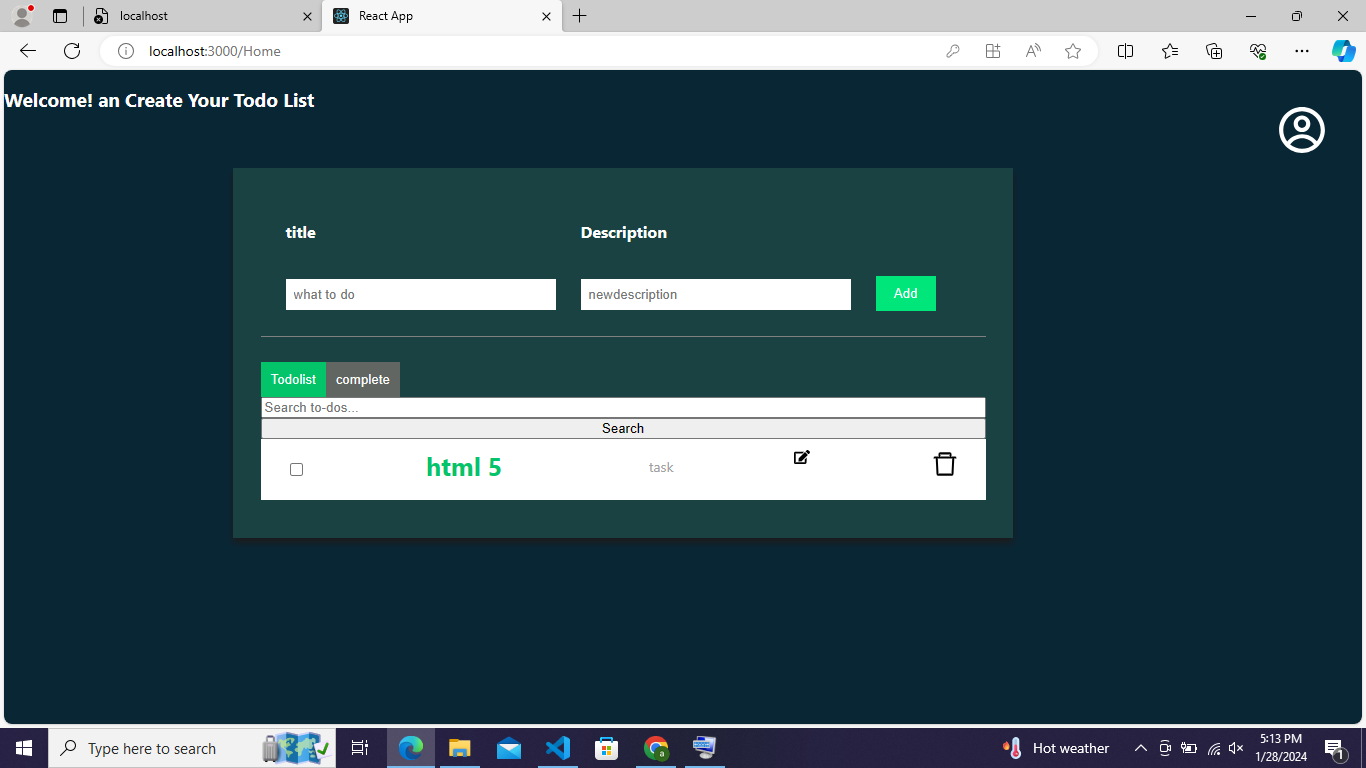 localhost
React App
localhost:3000/Home
Welcome! an Create Your Todo List
title
Description
what to do
newdescription
Add
Todolist
complete
Search to-dos...
Search
html 5
task
Type here to search
a
Hot weather
5:13 PM
1/28/2024
1